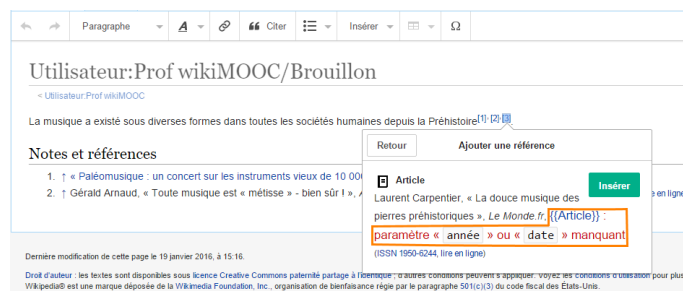 Paragraphe A Citer Insérer Ω
Utilisateur:Prof wikiMOOC/Brouillon
< Utilisateur:Prof wikiMOOC
La musique a existé sous diverses formes dans toutes les sociétés humaines depuis la Préhistoire[1]·[2]·[3]
Retour Ajouter une référence
Notes et références
Article Insérer
1. ↑ « Paléomusique : un concert sur les instruments vieux de 10 00
2. ↑ Gérald Arnaud, « Toute musique est « métisse » - bien sûr ! »,
Laurent Carpentier, « La douce musique des
e en ligne
pierres préhistoriques », Le Monde.fr, {{Article}} :
paramètre « année » ou « date » manquant
(ISSN 1950-6244, lire en ligne)
Dernière modification de cette page le 19 janvier 2016, à 15:16.
Droit d'auteur : les textes sont disponibles sous licence Creative Commons paternité partage à l'identique ; d'autres conditions peuvent s'appliquer. Voyez les conditions d'utilisation pour plus
Wikipedia® est une marque déposée de la Wikimedia Foundation, Inc., organisation de bienfaisance régie par le paragraphe 501(c)(3) du code fiscal des États-Unis.